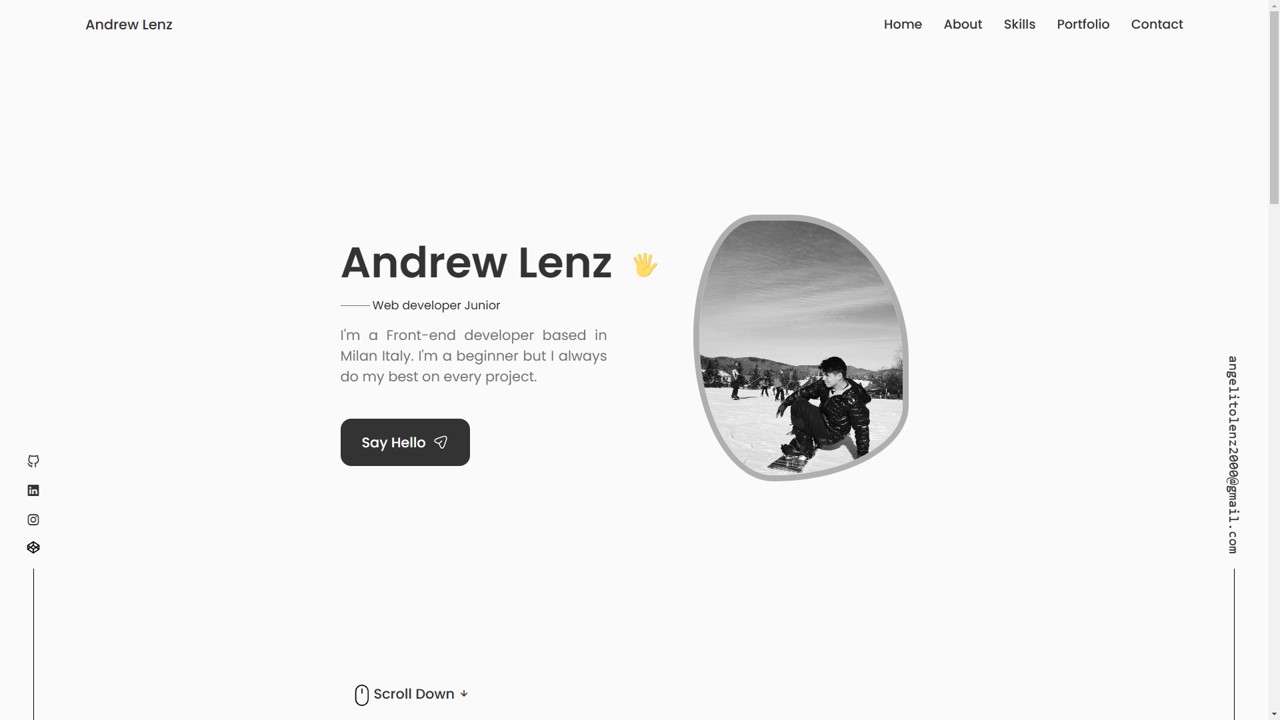 Andrew Lenz
Home
About
Skills
Portfolio
Contact
Andrew Lenz
Web developer Junior
I'm a Front-end developer based in
Milan Italy. I'm a beginner but I always
do my best on every project.
Say Hello
angelitolenz2000@gmail.com
Scroll Down